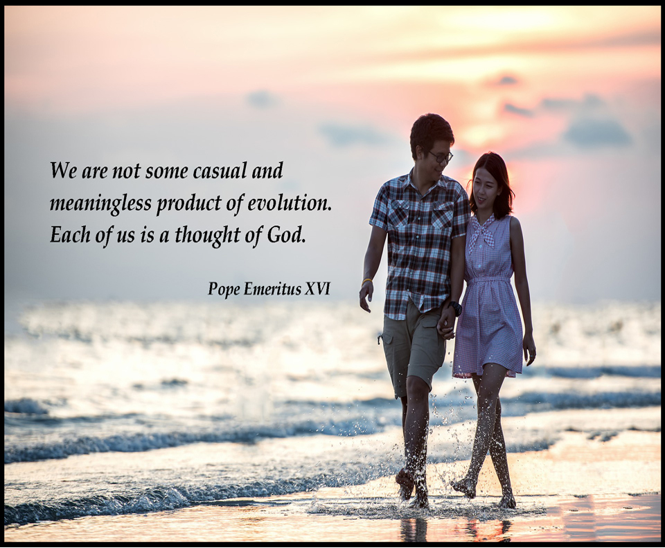 We are not some casual and
meaningless product of evolution.
Each of us is a thought of God.
Pope Emeritus XVI